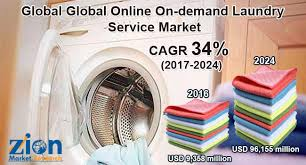 Global Global Online On-demand Laundry
Service Market
CAGR 34%
(2017-2024)
2024
2018
USD 9,358 million
USD 96,155 million
zion
Market Research